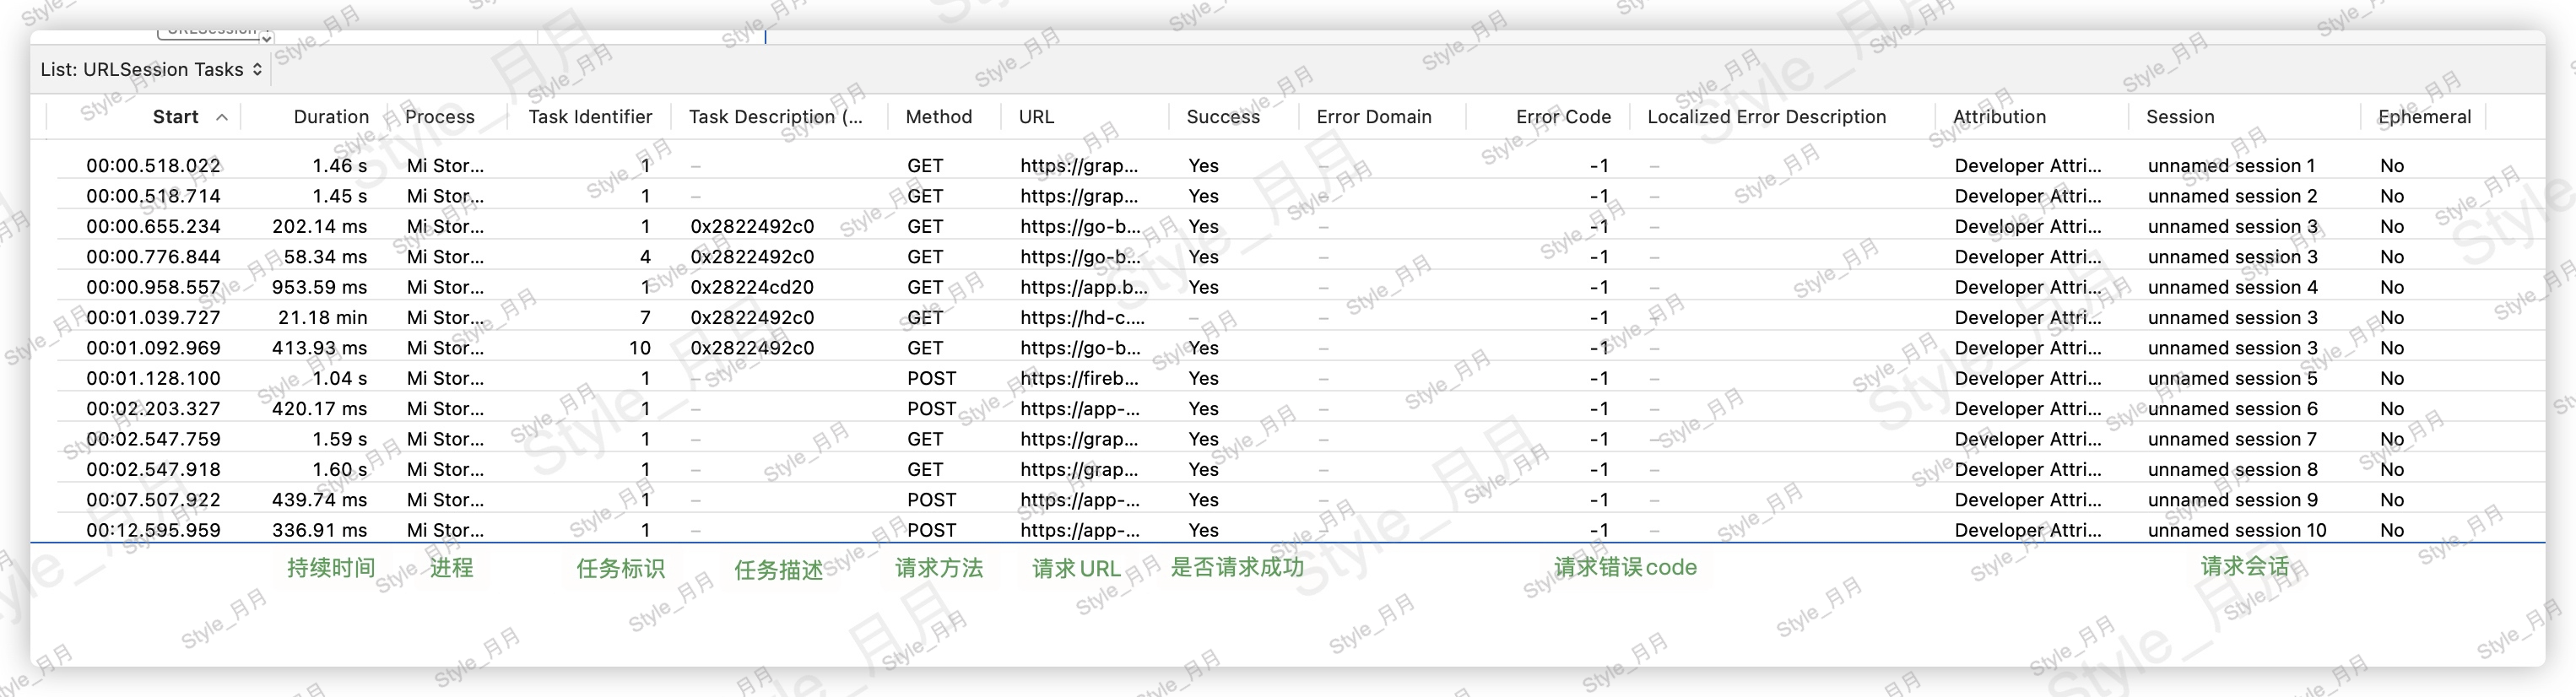 URLSession
List: URLSession Tasks
Start Duration Process Task Identifier Task Description (... Method URL Success Error Domain Error Code Localized Error Description Attribution Session Ephemeral
00:00.518.022 1.46 s Mi Stor... 1 – GET https://grap... Yes – -1 – Developer Attri... unnamed session 1 No
00:00.518.714 1.45 s Mi Stor... 1 – GET https://grap... Yes – -1 – Developer Attri... unnamed session 2 No
00:00.655.234 202.14 ms Mi Stor... 1 0x2822492c0 GET https://go-b... Yes – -1 – Developer Attri... unnamed session 3 No
00:00.776.844 58.34 ms Mi Stor... 4 0x2822492c0 GET https://go-b... Yes – -1 – Developer Attri... unnamed session 3 No
00:00.958.557 953.59 ms Mi Stor... 1 0x28224cd20 GET https://app.b... Yes – -1 – Developer Attri... unnamed session 4 No
00:01.039.727 21.18 min Mi Stor... 7 0x2822492c0 GET https://hd-c.... – – -1 – Developer Attri... unnamed session 3 No
00:01.092.969 413.93 ms Mi Stor... 10 0x2822492c0 GET https://go-b... Yes – -1 – Developer Attri... unnamed session 3 No
00:01.128.100 1.04 s Mi Stor... 1 – POST https://fireb... Yes – -1 – Developer Attri... unnamed session 5 No
00:02.203.327 420.17 ms Mi Stor... 1 – POST https://app-... Yes – -1 – Developer Attri... unnamed session 6 No
00:02.547.759 1.59 s Mi Stor... 1 – GET https://grap... Yes – -1 – Developer Attri... unnamed session 7 No
00:02.547.918 1.60 s Mi Stor... 1 – GET https://grap... Yes – -1 – Developer Attri... unnamed session 8 No
00:07.507.922 439.74 ms Mi Stor... 1 – POST https://app-... Yes – -1 – Developer Attri... unnamed session 9 No
00:12.595.959 336.91 ms Mi Stor... 1 – POST https://app-... Yes – -1 – Developer Attri... unnamed session 10 No
持续时间 进程 任务标识 任务描述 请求方法 请求URL 是否请求成功 请求错误code 请求会话
Style_月月